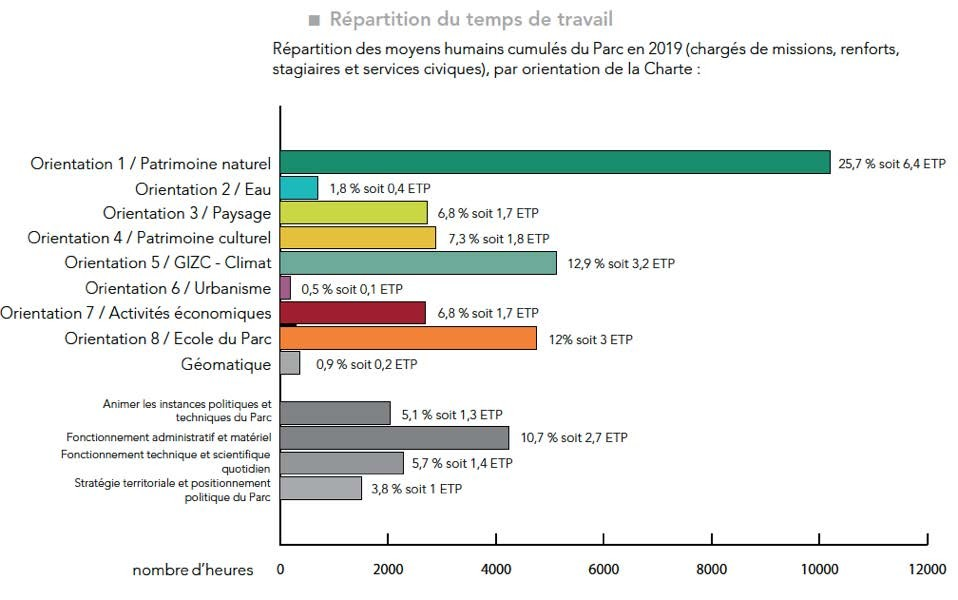 Répartition du temps de travail
Répartition des moyens humains cumulés du Parc en 2019 (chargés de missions, renforts,
stagiaires et services civiques), par orientation de la Charte :
Orientation 1 / Patrimoine naturel 25,7 % soit 6,4 ETP
Orientation 2 / Eau 1,8 % soit 0,4 ETP
Orientation 3 / Paysage 6,8 % soit 1,7 ETP
Orientation 4 / Patrimoine culturel 7,3 % soit 1,8 ETP
Orientation 5 / GIZC - Climat 12,9 % soit 3,2 ETP
Orientation 6 / Urbanisme 0,5 % soit 0,1 ETP
Orientation 7 / Activités économiques 6,8 % soit 1,7 ETP
Orientation 8 / Ecole du Parc 12% soit 3 ETP
Géomatique 0,9 % soit 0,2 ETP
Animer les instances politiques et
techniques du Parc 5,1 % soit 1,3 ETP
Fonctionnement administratif et matériel 10,7 % soit 2,7 ETP
Fonctionnement technique et scientifique
quotidien 5,7 % soit 1,4 ETP
Stratégie territoriale et positionnement
politique du Parc 3,8 % soit 1 ETP
nombre d'heures 0 2000 4000 6000 8000 10000 12000